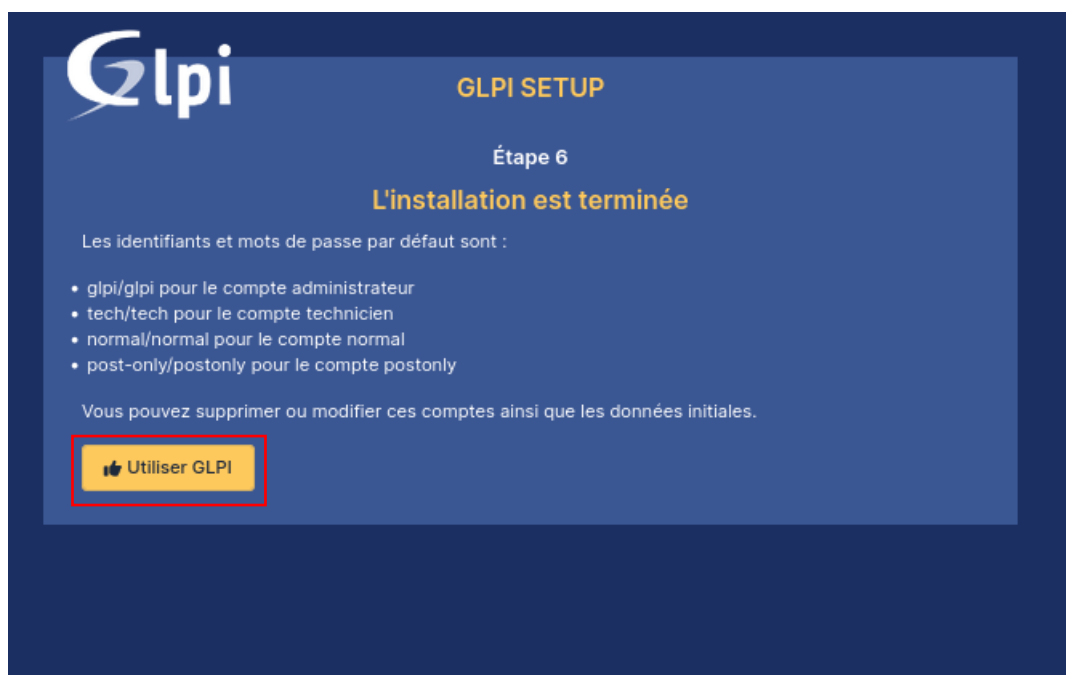 Glpi
GLPI SETUP
Étape 6
L'installation est terminée
Les identifiants et mots de passe par défaut sont :
• glpi/glpi pour le compte administrateur
• tech/tech pour le compte technicien
• normal/normal pour le compte normal
• post-only/postonly pour le compte postonly
Vous pouvez supprimer ou modifier ces comptes ainsi que les données initiales.
Utiliser GLPI